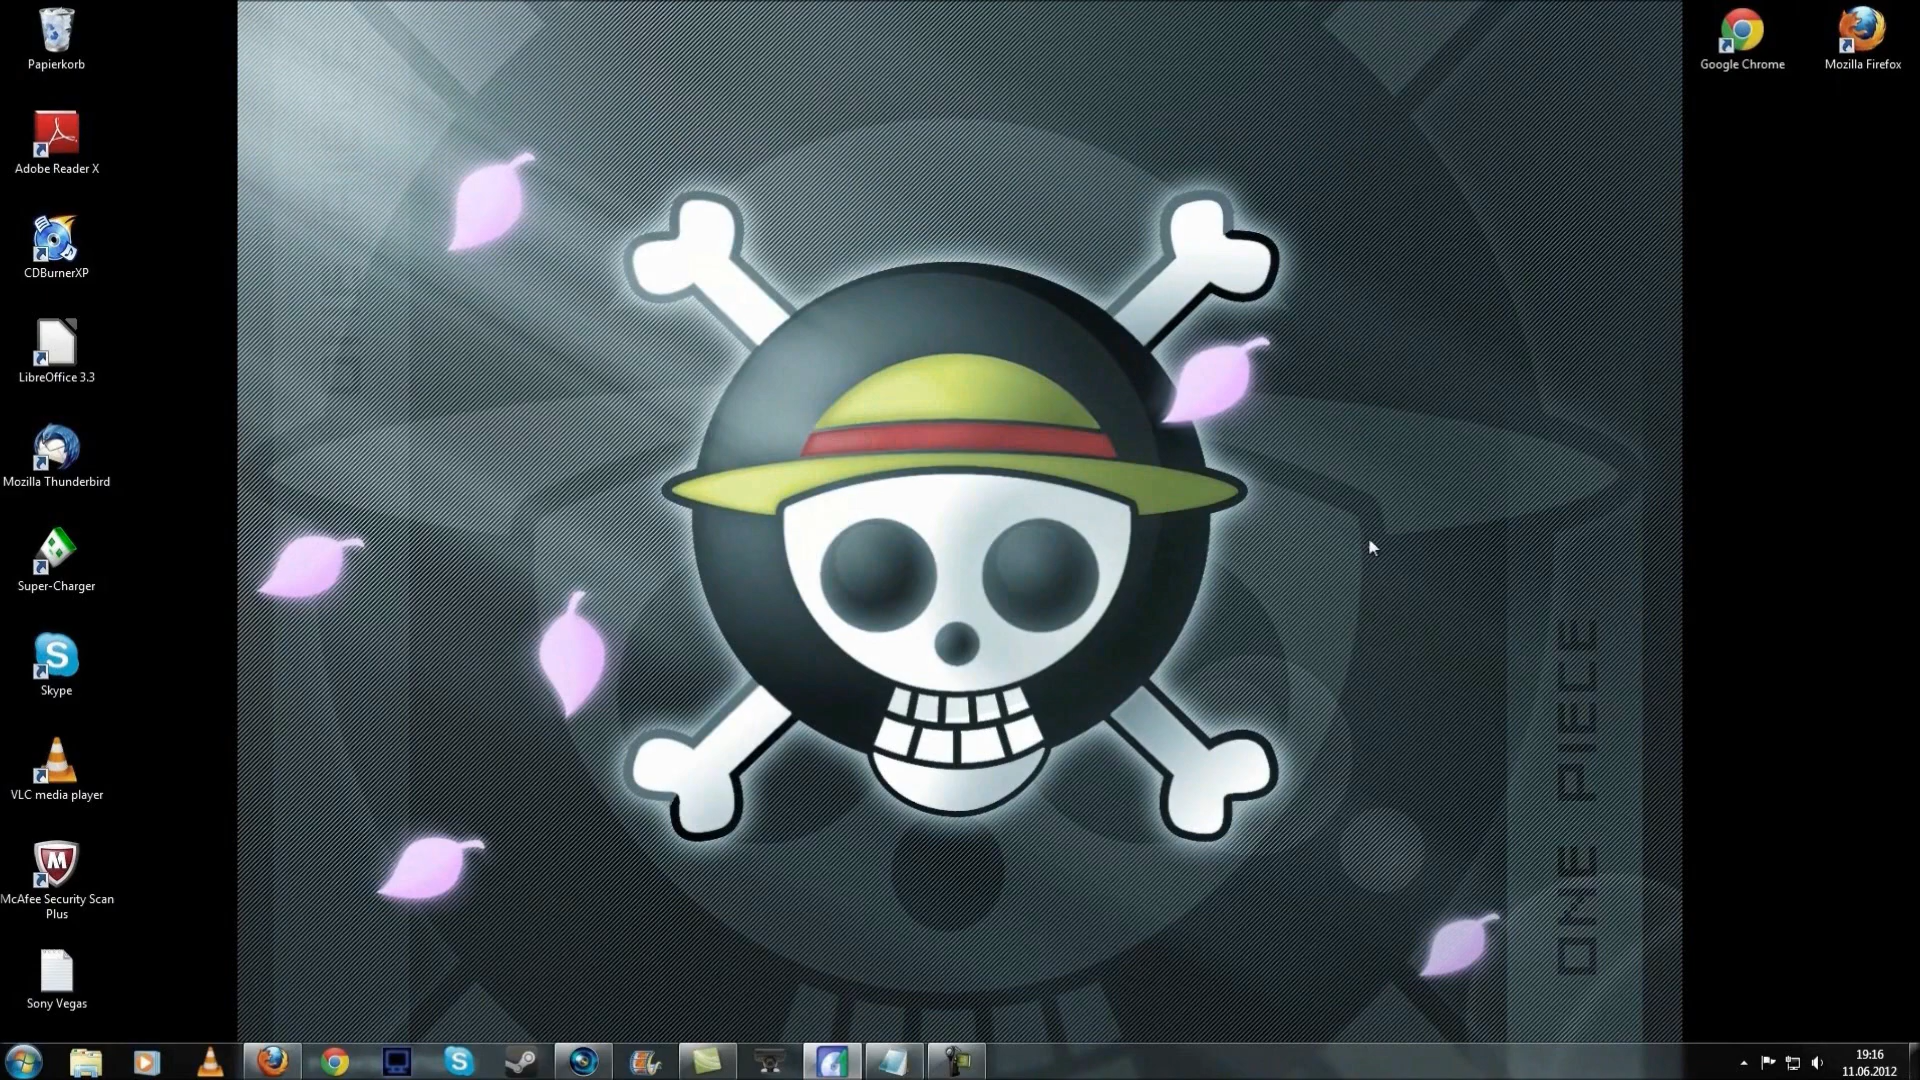 Papierkorb
Adobe Reader X
CDBurnerXP
LibreOffice 3.3
Mozilla Thunderbird
Super-Charger
Skype
VLC media player
McAfee Security Scan
Plus
Sony Vegas
Google Chrome
Mozilla Firefox
ONE PIECE
19:16
11.06.2012